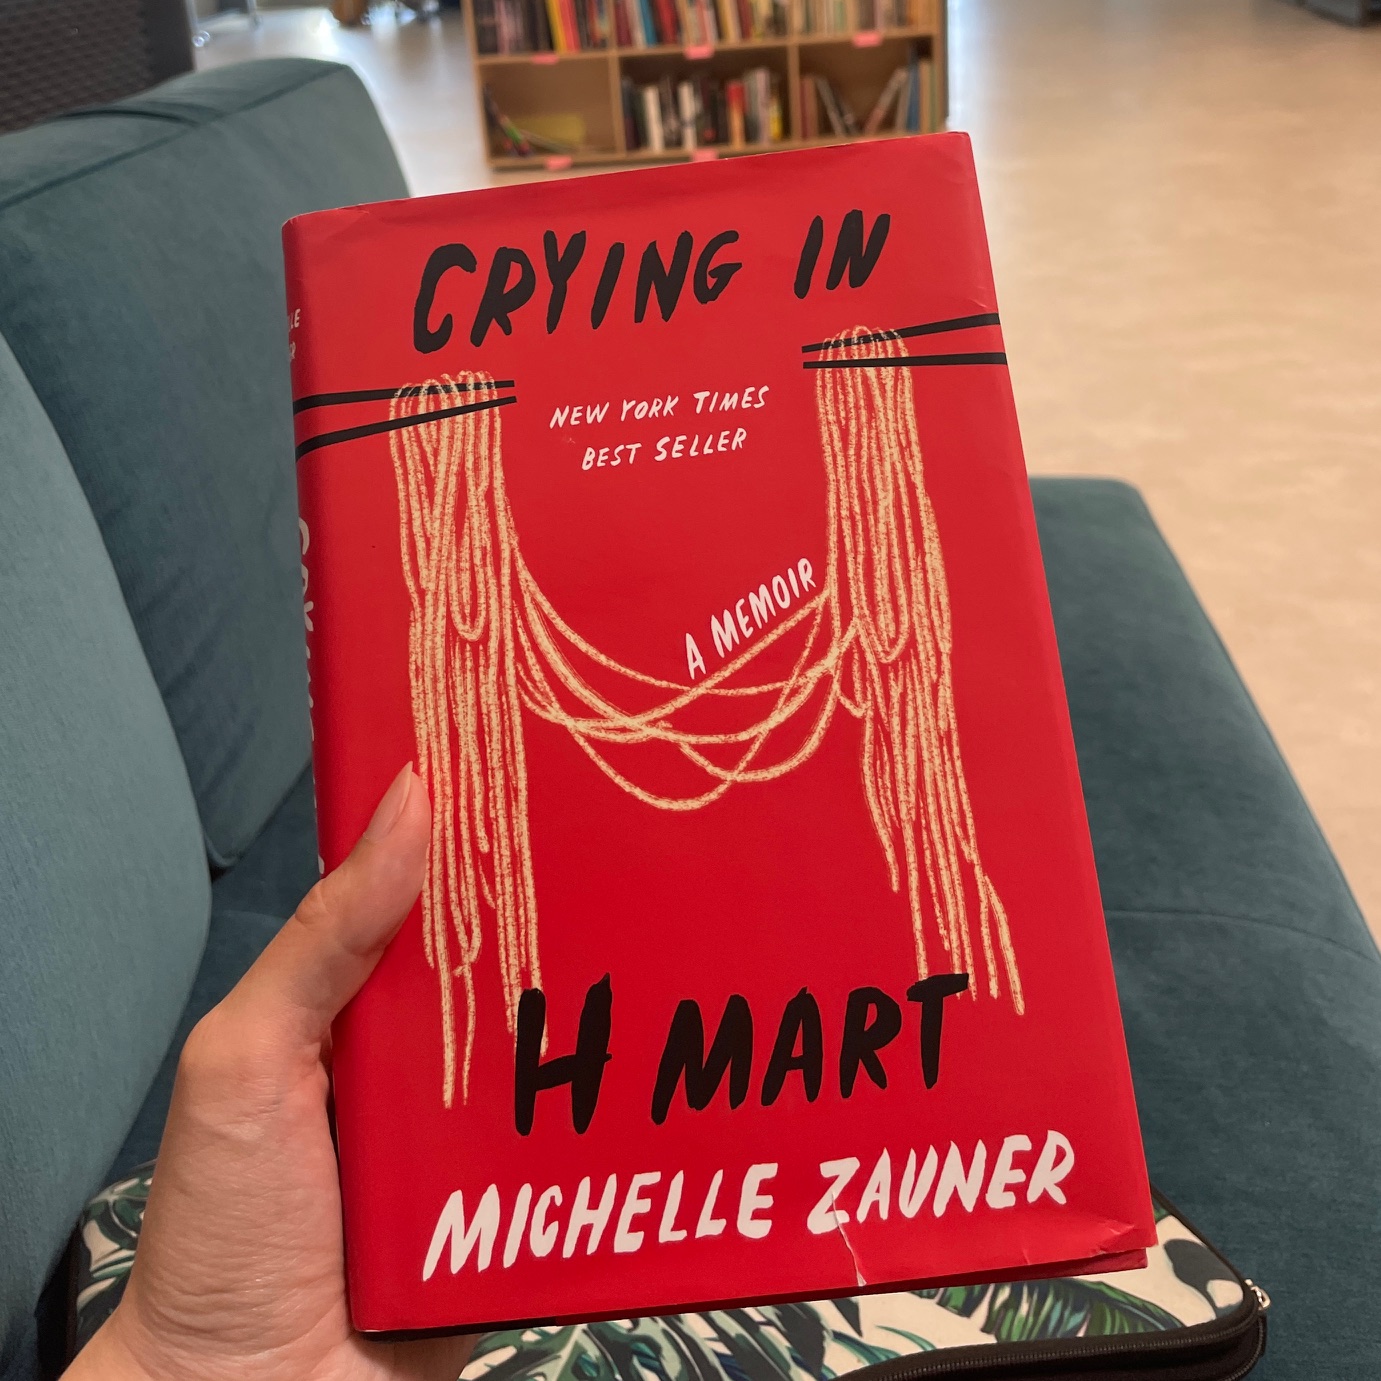 CRYING IN
NEW YORK TIMES
BEST SELLER
A MEMOIR
H MART
MICHELLE ZAUNER